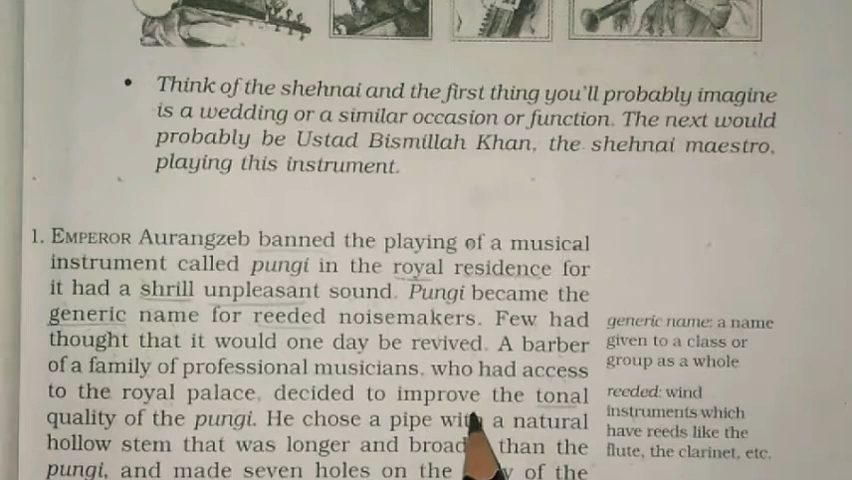 • Think of the shehnai and the first thing you'll probably imagine
is a wedding or a similar occasion or function. The next would
probably be Ustad Bismillah Khan, the shehnai maestro,
playing this instrument.
1. EMPEROR Aurangzeb banned the playing of a musical
instrument called pungi in the royal residence for
it had a shrill unpleasant sound. Pungi became the
generic name for reeded noisemakers. Few had
thought that it would one day be revived. A barber
of a family of professional musicians, who had access
to the royal palace, decided to improve the tonal
quality of the pungi. He chose a pipe with a natural
hollow stem that was longer and broad than the
pungi, and made seven holes on the of the
generic name: a name
given to a class or
group as a whole
reeded: wind
instruments which
have reeds like the
flute, the clarinet, etc.